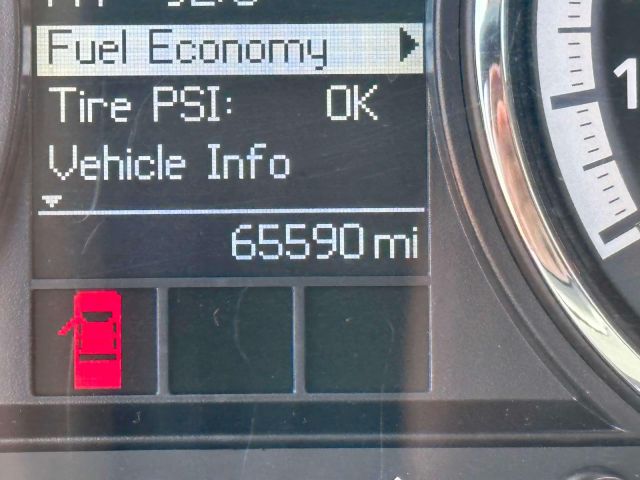 Fuel Economy
Tire PSI: OK
Vehicle Info
65590 mi